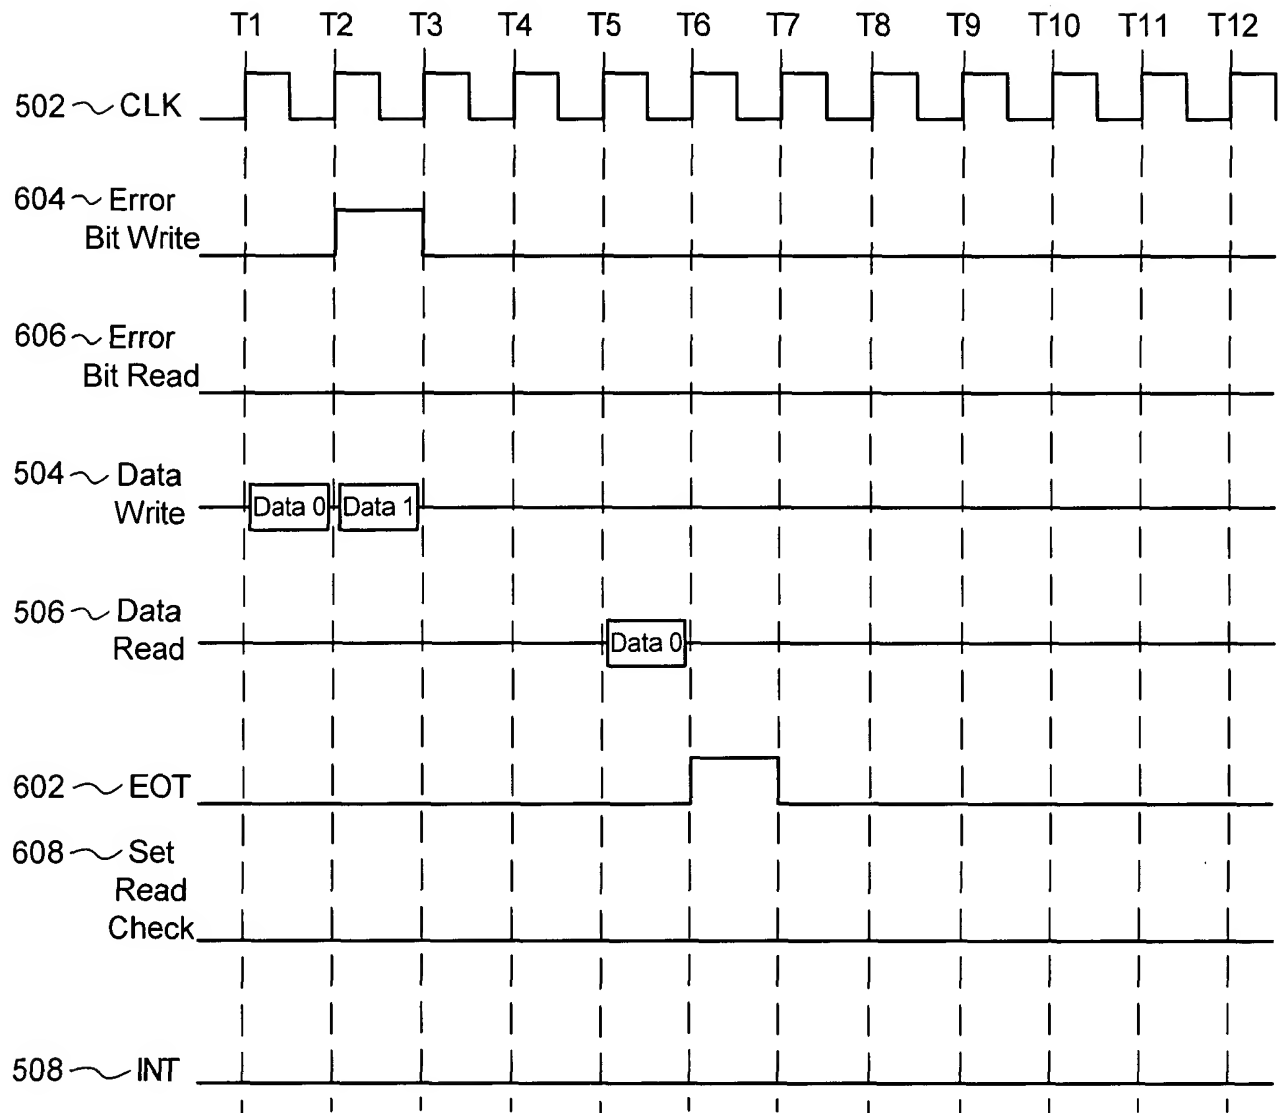 T1 T2 T3 T4 T5 T6 T7 T8 T9 T10 T11 T12
502 CLK
604 Error
Bit Write
606 Error
Bit Read
504 Data
Write
Data 0 Data 1
506 Data
Read
Data 0
602 EOT
608 Set
Read
Check
508 INT